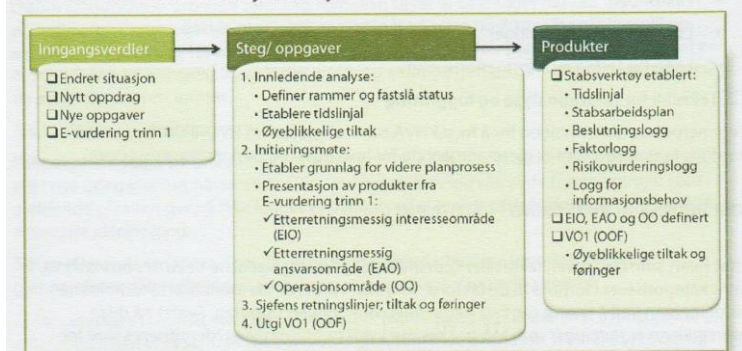 Inngangsverdier
❑ Endret situasjon
❑ Nytt oppdrag
❑ Nye oppgaver
❑ E-vurdering trinn 1
Steg/ oppgaver
1. Innledende analyse:
• Definer rammer og fastslå status
• Etablere tidslinjal
• Øyeblikkelige tiltak
2. Initieringsmøte:
• Etabler grunnlag for videre planprosess
• Presentasjon av produkter fra
E-vurdering trinn 1:
✓Etterretningsmessig interesseområde
(EIO)
✓Etterretningsmessig
ansvarsområde (EAO)
✓Operasjonsområde (OO)
3. Sjefens retningslinjer; tiltak og føringer
4. Utgi VO1 (OOF)
Produkter
❑ Stabsverktøy etablert:
• Tidslinjal
• Stabsarbeidsplan
• Beslutningslogg
• Faktorlogg
• Risikovurderingslogg
• Logg for
informasjonsbehov
❑ EIO, EAO og OO definert
❑ VO1 (OOF)
• Øyeblikkelige tiltak og
føringer